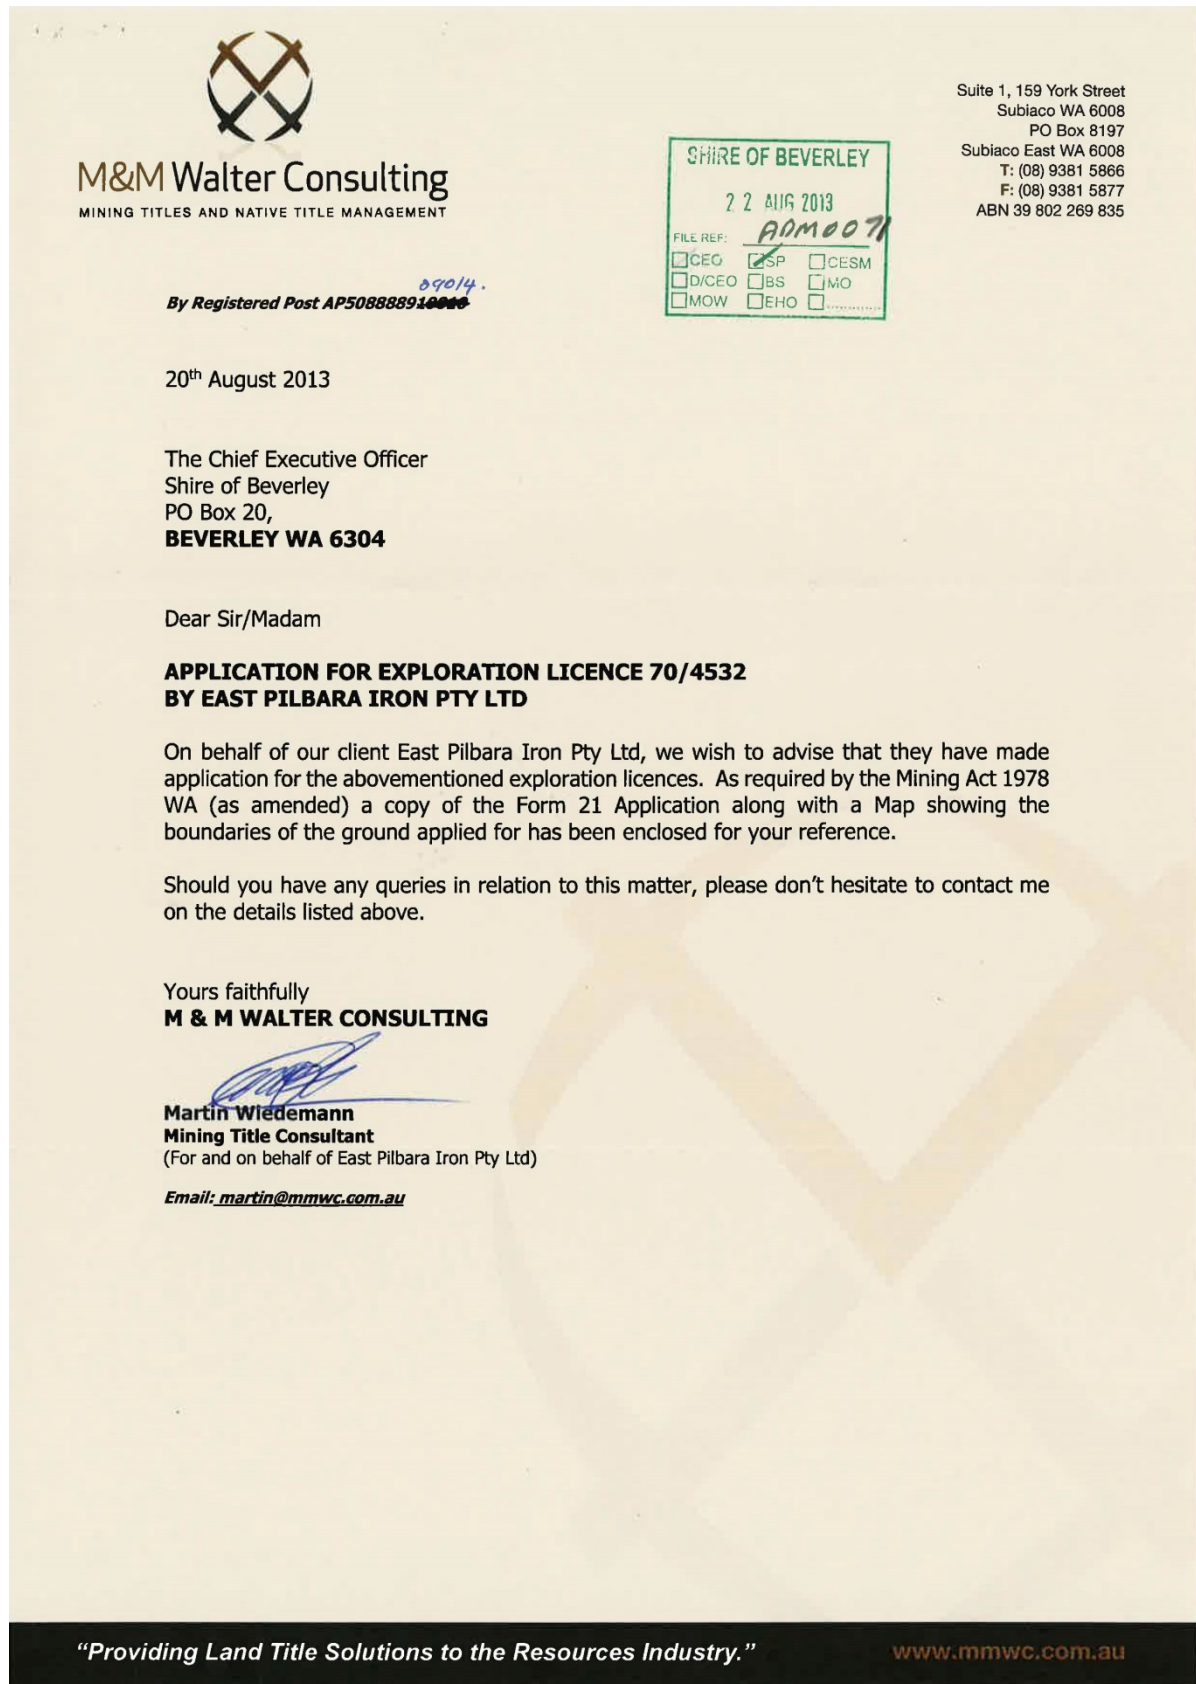 M&M Walter Consulting
MINING TITLES AND NATIVE TITLE MANAGEMENT
Suite 1, 159 York Street
Subiaco WA 6008
PO Box 8197
Subiaco East WA 6008
T: (08) 9381 5866
F: (08) 9381 5877
ABN 39 802 269 835
SHIRE OF BEVERLEY
22 AUG 2013
FILE REF: ADM0071
CEO SP CESM
D/CEO BS MO
MOW EHO
09014.
By Registered Post AP508888910
20th August 2013
The Chief Executive Officer
Shire of Beverley
PO Box 20,
BEVERLEY WA 6304
Dear Sir/Madam
APPLICATION FOR EXPLORATION LICENCE 70/4532
BY EAST PILBARA IRON PTY LTD
On behalf of our client East Pilbara Iron Pty Ltd, we wish to advise that they have made
application for the abovementioned exploration licences. As required by the Mining Act 1978
WA (as amended) a copy of the Form 21 Application along with a Map showing the
boundaries of the ground applied for has been enclosed for your reference.
Should you have any queries in relation to this matter, please don't hesitate to contact me
on the details listed above.
Yours faithfully
M & M WALTER CONSULTING
Martin Wiedemann
Mining Title Consultant
(For and on behalf of East Pilbara Iron Pty Ltd)
Email: martin@mmwc.com.au
"Providing Land Title Solutions to the Resources Industry."
www.mmwc.com.au